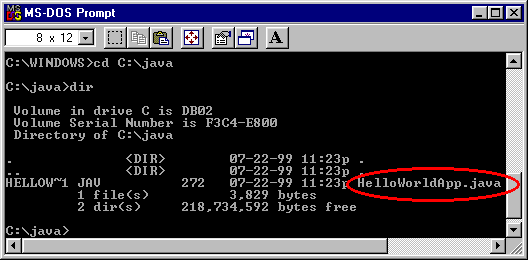 MS-DOS Prompt
8 x 12
A
C:\WINDOWS>cd C:\java
C:\java>dir
Volume in drive C is DB02
Volume Serial Number is F3C4-E800
Directory of C:\java
. <DIR> 07-22-99 11:23p .
.. <DIR> 07-22-99 11:23p ..
HELLOW~1 JAV 272 07-22-99 11:23p HelloWorldApp.java
1 file(s) 3,829 bytes
2 dir(s) 218,734,592 bytes free
C:\java>